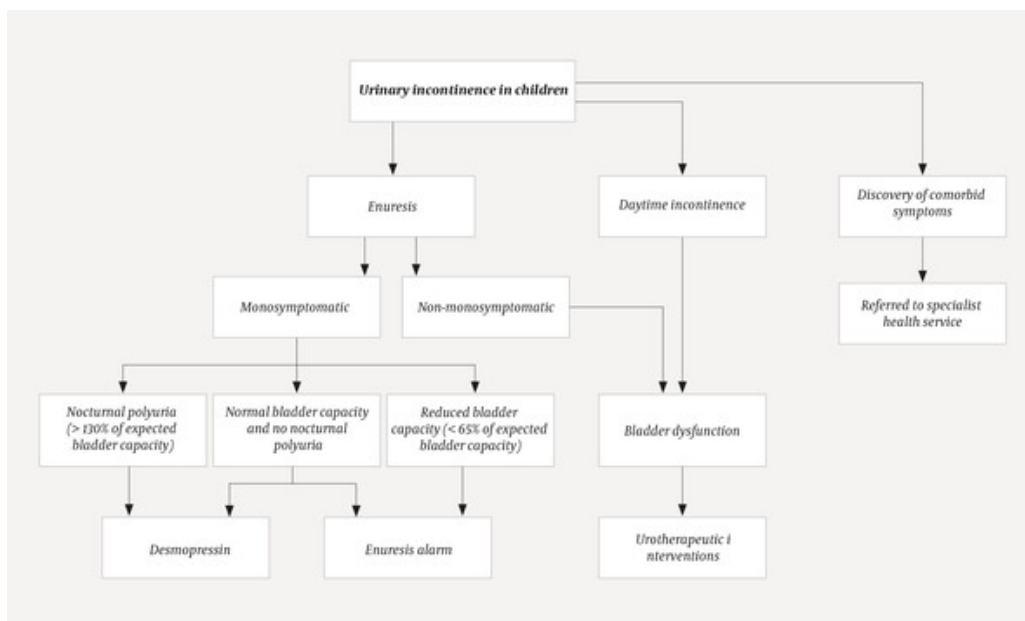 Urinary incontinence in children
Enuresis
Daytime incontinence
Discovery of comorbid
symptoms
Monosymptomatic
Non-monosymptomatic
Referred to specialist
health service
Nocturnal polyuria
(> 130% of expected
bladder capacity)
Normal bladder capacity
and no nocturnal
polyuria
Reduced bladder
capacity (< 65% of expected
bladder capacity)
Bladder dysfunction
Desmopressin
Enuresis alarm
Urotherapeutic i
nterventions